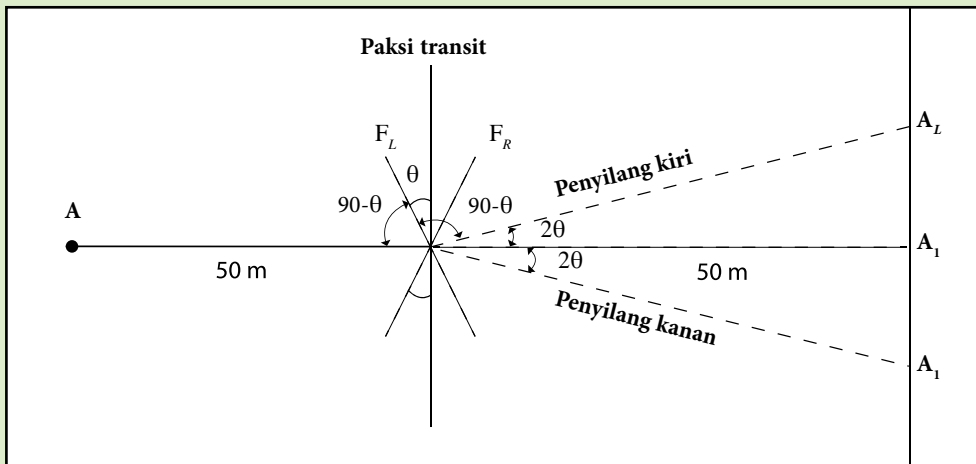 Paksi transit
F_L
F_R
θ
90-θ
90-θ
A
50 m
Penyilang kiri
2θ
2θ
50 m
Penyilang kanan
A_L
A_1
A_1